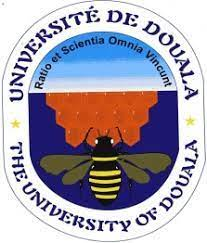 UNIVERSITÉ DE DOUALA
Ratio et Scientia Omnia Vincunt
THE UNIVERSITY OF DOUALA